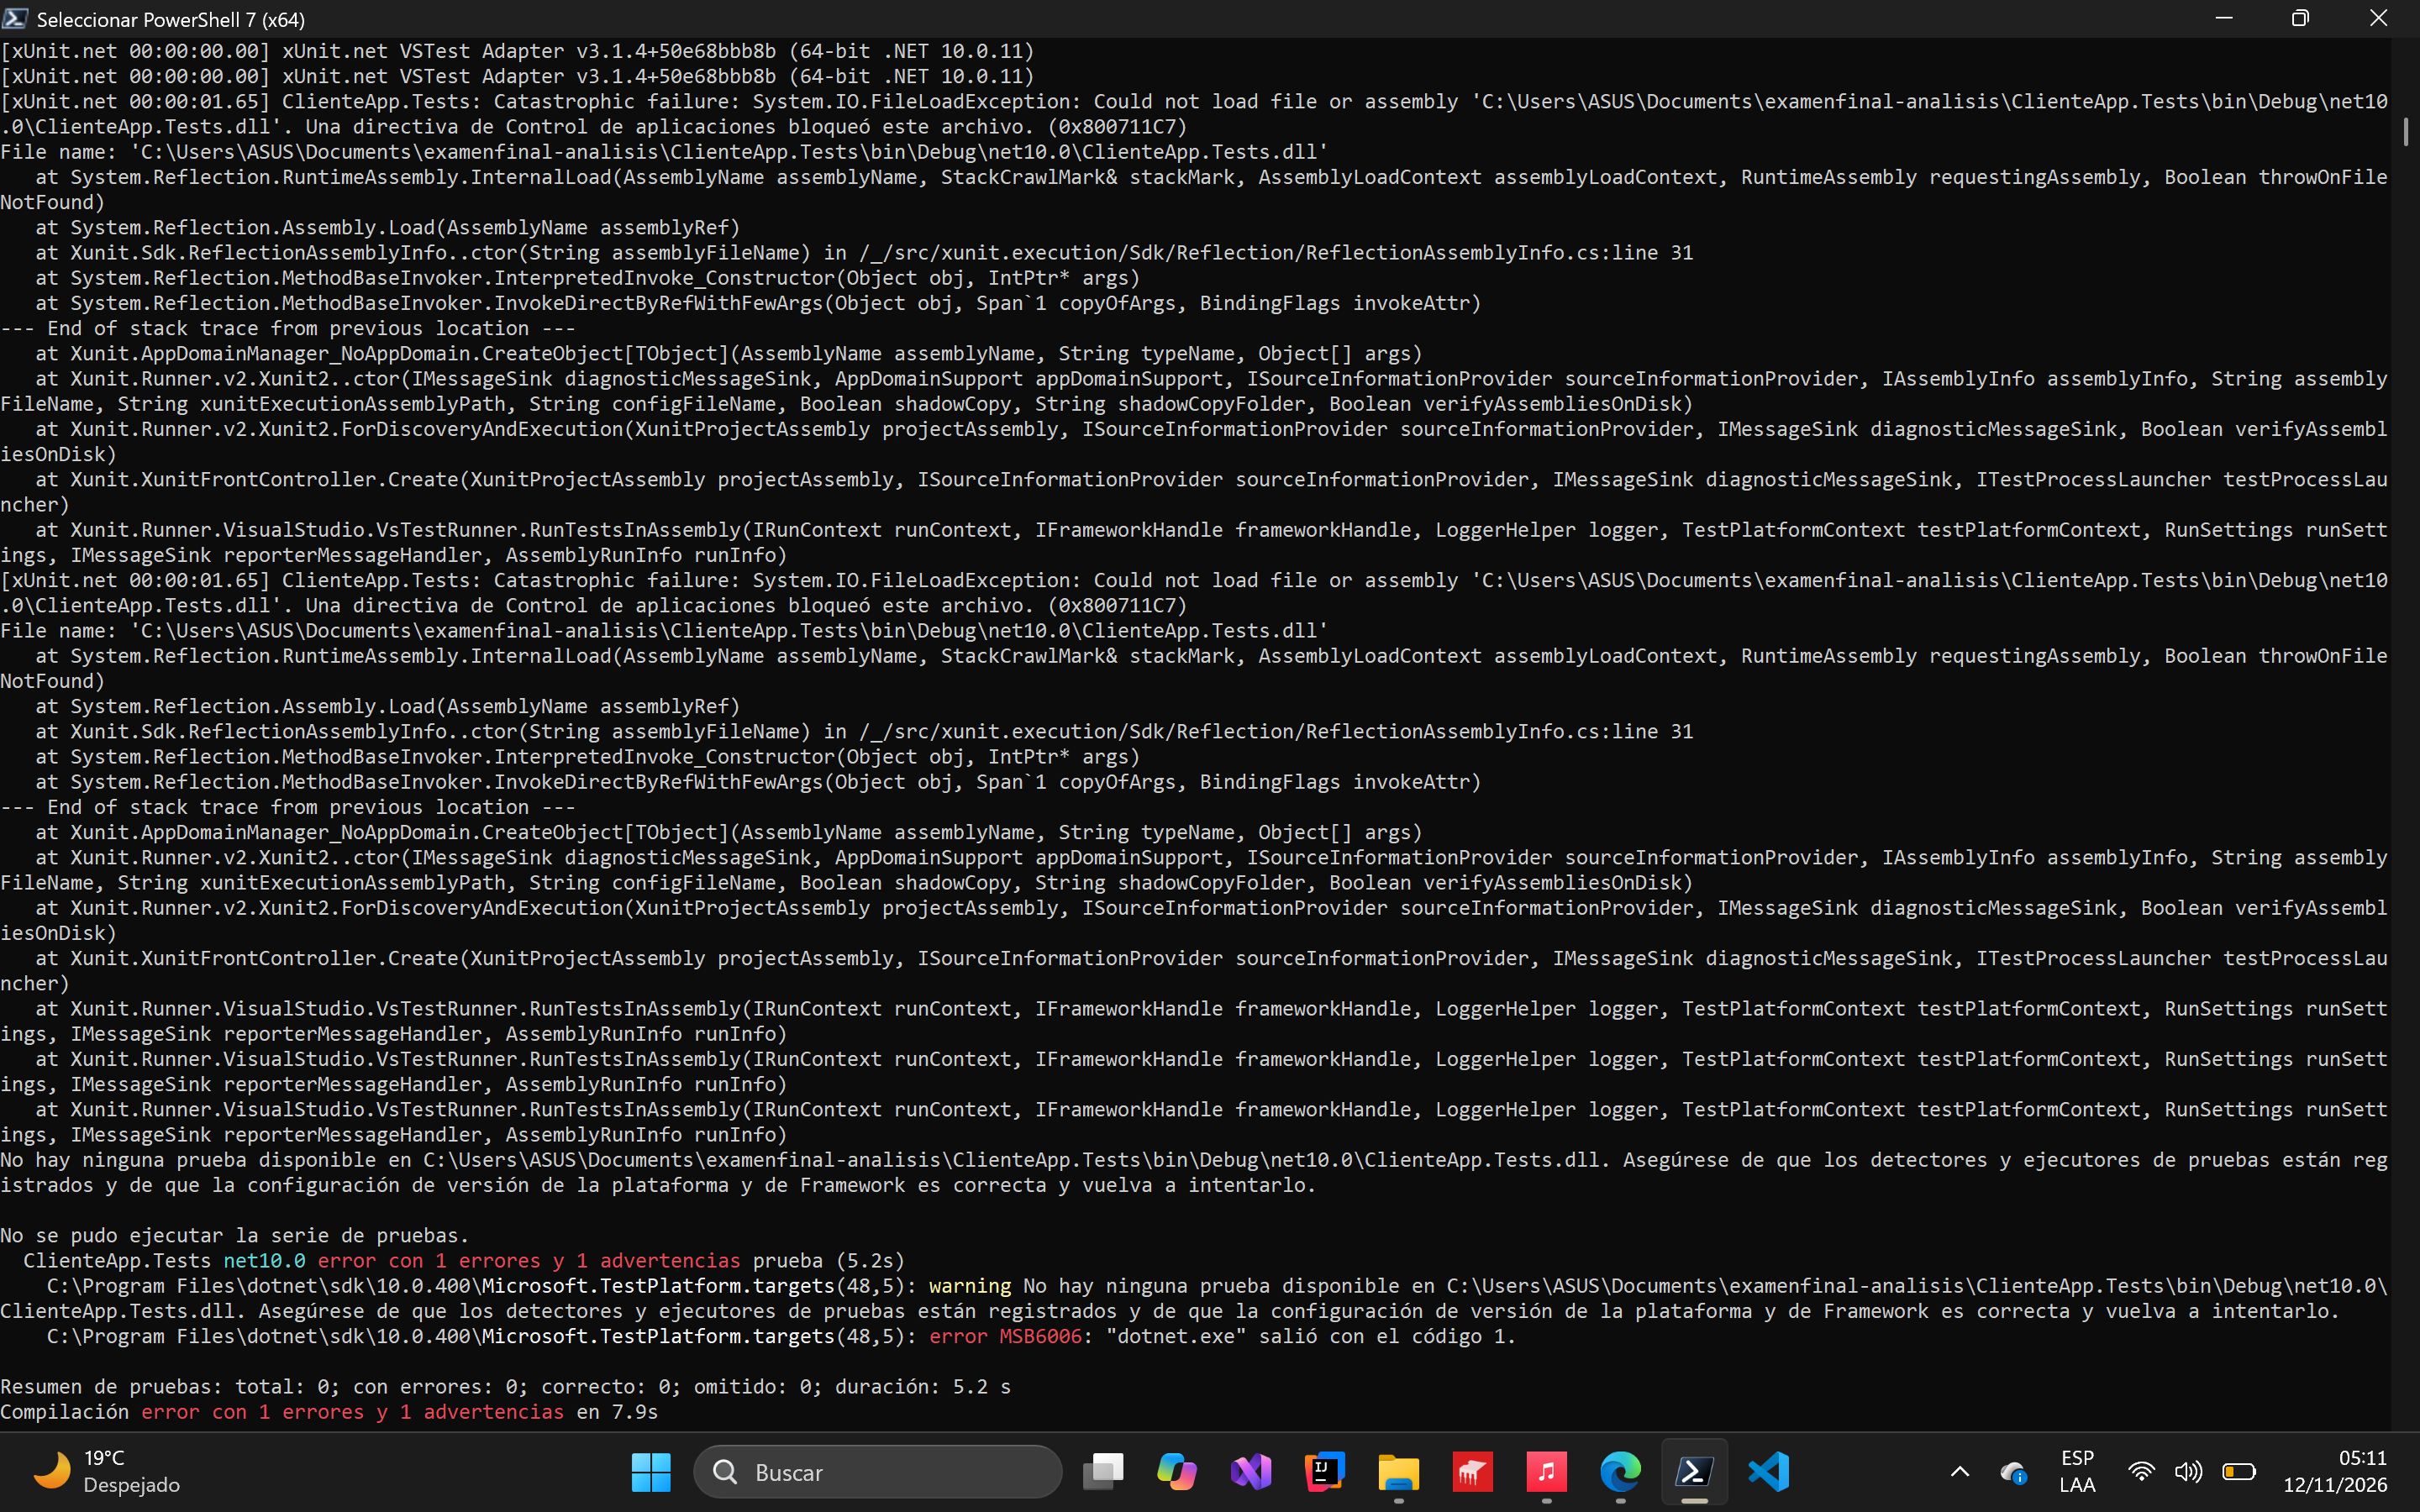 Seleccionar PowerShell 7 (x64)
[xUnit.net 00:00:00.00] xUnit.net VSTest Adapter v3.1.4+50e68bbb8b (64-bit .NET 10.0.11)
[xUnit.net 00:00:00.00] xUnit.net VSTest Adapter v3.1.4+50e68bbb8b (64-bit .NET 10.0.11)
[xUnit.net 00:00:01.65] ClienteApp.Tests: Catastrophic failure: System.IO.FileLoadException: Could not load file or assembly 'C:\Users\ASUS\Documents\examenfinal-analisis\ClienteApp.Tests\bin\Debug\net10
.0\ClienteApp.Tests.dll'. Una directiva de Control de aplicaciones bloqueó este archivo. (0x800711C7)
File name: 'C:\Users\ASUS\Documents\examenfinal-analisis\ClienteApp.Tests\bin\Debug\net10.0\ClienteApp.Tests.dll'
   at System.Reflection.RuntimeAssembly.InternalLoad(AssemblyName assemblyName, StackCrawlMark& stackMark, AssemblyLoadContext assemblyLoadContext, RuntimeAssembly requestingAssembly, Boolean throwOnFile
NotFound)
   at System.Reflection.Assembly.Load(AssemblyName assemblyRef)
   at Xunit.Sdk.ReflectionAssemblyInfo..ctor(String assemblyFileName) in /_/src/xunit.execution/Sdk/Reflection/ReflectionAssemblyInfo.cs:line 31
   at System.Reflection.MethodBaseInvoker.InterpretedInvoke_Constructor(Object obj, IntPtr* args)
   at System.Reflection.MethodBaseInvoker.InvokeDirectByRefWithFewArgs(Object obj, Span`1 copyOfArgs, BindingFlags invokeAttr)
--- End of stack trace from previous location ---
   at Xunit.AppDomainManager_NoAppDomain.CreateObject[TObject](AssemblyName assemblyName, String typeName, Object[] args)
   at Xunit.Runner.v2.Xunit2..ctor(IMessageSink diagnosticMessageSink, AppDomainSupport appDomainSupport, ISourceInformationProvider sourceInformationProvider, IAssemblyInfo assemblyInfo, String assembly
FileName, String xunitExecutionAssemblyPath, String configFileName, Boolean shadowCopy, String shadowCopyFolder, Boolean verifyAssembliesOnDisk)
   at Xunit.Runner.v2.Xunit2.ForDiscoveryAndExecution(XunitProjectAssembly projectAssembly, ISourceInformationProvider sourceInformationProvider, IMessageSink diagnosticMessageSink, Boolean verifyAssembl
iesOnDisk)
   at Xunit.XunitFrontController.Create(XunitProjectAssembly projectAssembly, ISourceInformationProvider sourceInformationProvider, IMessageSink diagnosticMessageSink, ITestProcessLauncher testProcessLau
ncher)
   at Xunit.Runner.VisualStudio.VsTestRunner.RunTestsInAssembly(IRunContext runContext, IFrameworkHandle frameworkHandle, LoggerHelper logger, TestPlatformContext testPlatformContext, RunSettings runSett
ings, IMessageSink reporterMessageHandler, AssemblyRunInfo runInfo)
[xUnit.net 00:00:01.65] ClienteApp.Tests: Catastrophic failure: System.IO.FileLoadException: Could not load file or assembly 'C:\Users\ASUS\Documents\examenfinal-analisis\ClienteApp.Tests\bin\Debug\net10
.0\ClienteApp.Tests.dll'. Una directiva de Control de aplicaciones bloqueó este archivo. (0x800711C7)
File name: 'C:\Users\ASUS\Documents\examenfinal-analisis\ClienteApp.Tests\bin\Debug\net10.0\ClienteApp.Tests.dll'
   at System.Reflection.RuntimeAssembly.InternalLoad(AssemblyName assemblyName, StackCrawlMark& stackMark, AssemblyLoadContext assemblyLoadContext, RuntimeAssembly requestingAssembly, Boolean throwOnFile
NotFound)
   at System.Reflection.Assembly.Load(AssemblyName assemblyRef)
   at Xunit.Sdk.ReflectionAssemblyInfo..ctor(String assemblyFileName) in /_/src/xunit.execution/Sdk/Reflection/ReflectionAssemblyInfo.cs:line 31
   at System.Reflection.MethodBaseInvoker.InterpretedInvoke_Constructor(Object obj, IntPtr* args)
   at System.Reflection.MethodBaseInvoker.InvokeDirectByRefWithFewArgs(Object obj, Span`1 copyOfArgs, BindingFlags invokeAttr)
--- End of stack trace from previous location ---
   at Xunit.AppDomainManager_NoAppDomain.CreateObject[TObject](AssemblyName assemblyName, String typeName, Object[] args)
   at Xunit.Runner.v2.Xunit2..ctor(IMessageSink diagnosticMessageSink, AppDomainSupport appDomainSupport, ISourceInformationProvider sourceInformationProvider, IAssemblyInfo assemblyInfo, String assembly
FileName, String xunitExecutionAssemblyPath, String configFileName, Boolean shadowCopy, String shadowCopyFolder, Boolean verifyAssembliesOnDisk)
   at Xunit.Runner.v2.Xunit2.ForDiscoveryAndExecution(XunitProjectAssembly projectAssembly, ISourceInformationProvider sourceInformationProvider, IMessageSink diagnosticMessageSink, Boolean verifyAssembl
iesOnDisk)
   at Xunit.XunitFrontController.Create(XunitProjectAssembly projectAssembly, ISourceInformationProvider sourceInformationProvider, IMessageSink diagnosticMessageSink, ITestProcessLauncher testProcessLau
ncher)
   at Xunit.Runner.VisualStudio.VsTestRunner.RunTestsInAssembly(IRunContext runContext, IFrameworkHandle frameworkHandle, LoggerHelper logger, TestPlatformContext testPlatformContext, RunSettings runSett
ings, IMessageSink reporterMessageHandler, AssemblyRunInfo runInfo)
   at Xunit.Runner.VisualStudio.VsTestRunner.RunTestsInAssembly(IRunContext runContext, IFrameworkHandle frameworkHandle, LoggerHelper logger, TestPlatformContext testPlatformContext, RunSettings runSett
ings, IMessageSink reporterMessageHandler, AssemblyRunInfo runInfo)
   at Xunit.Runner.VisualStudio.VsTestRunner.RunTestsInAssembly(IRunContext runContext, IFrameworkHandle frameworkHandle, LoggerHelper logger, TestPlatformContext testPlatformContext, RunSettings runSett
ings, IMessageSink reporterMessageHandler, AssemblyRunInfo runInfo)
No hay ninguna prueba disponible en C:\Users\ASUS\Documents\examenfinal-analisis\ClienteApp.Tests\bin\Debug\net10.0\ClienteApp.Tests.dll. Asegúrese de que los detectores y ejecutores de pruebas están reg
istrados y de que la configuración de versión de la plataforma y de Framework es correcta y vuelva a intentarlo.
No se pudo ejecutar la serie de pruebas.
  ClienteApp.Tests net10.0 error con 1 errores y 1 advertencias prueba (5.2s)
    C:\Program Files\dotnet\sdk\10.0.400\Microsoft.TestPlatform.targets(48,5): warning No hay ninguna prueba disponible en C:\Users\ASUS\Documents\examenfinal-analisis\ClienteApp.Tests\bin\Debug\net10.0\
ClienteApp.Tests.dll. Asegúrese de que los detectores y ejecutores de pruebas están registrados y de que la configuración de versión de la plataforma y de Framework es correcta y vuelva a intentarlo.
    C:\Program Files\dotnet\sdk\10.0.400\Microsoft.TestPlatform.targets(48,5): error MSB6006: "dotnet.exe" salió con el código 1.
Resumen de pruebas: total: 0; con errores: 0; correcto: 0; omitido: 0; duración: 5.2 s
Compilación error con 1 errores y 1 advertencias en 7.9s
19°C
Despejado
Buscar
ESP
LAA
05:11
12/11/2026